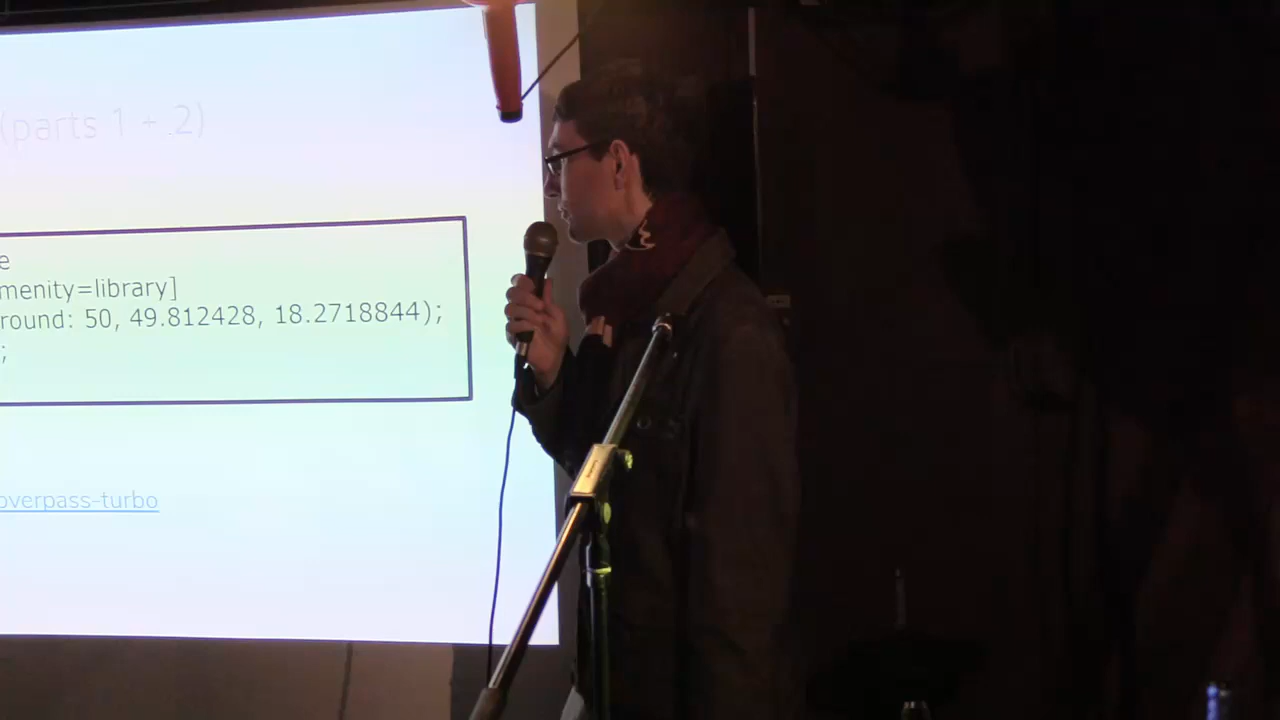 (parts 1 + 2)
e
menity=library]
round: 50, 49.812428, 18.2718844);
;
overpass-turbo